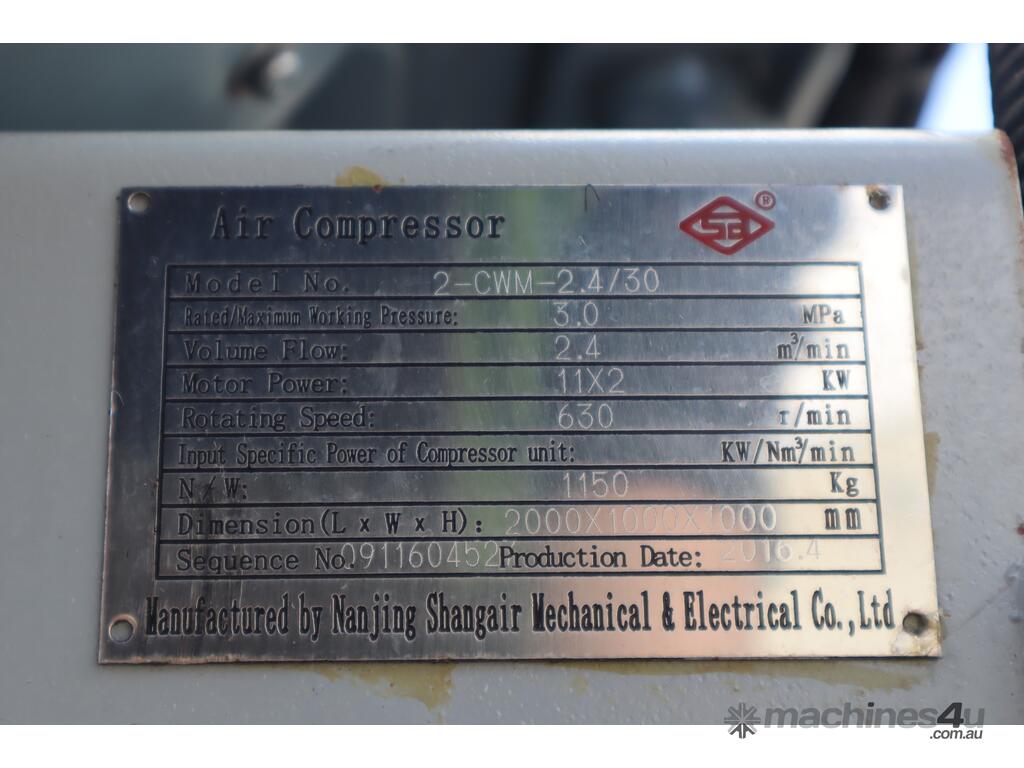 Air Compressor
SA ®
Model No. 2-CWM-2.4/30
Rated/Maximum Working Pressure: 3.0 MPa
Volume Flow: 2.4 m³/min
Motor Power: 11X2 KW
Rotating Speed: 630 r/min
Input Specific Power of Compressor unit: KW/Nm³/min
N/W: 1150 Kg
Dimension(L x W x H): 2000X1000X1000 mm
Sequence No. 091160452 Production Date: 2016.4
Manufactured by Nanjing Shangair Mechanical & Electrical Co.,Ltd
machines4u
.com.au